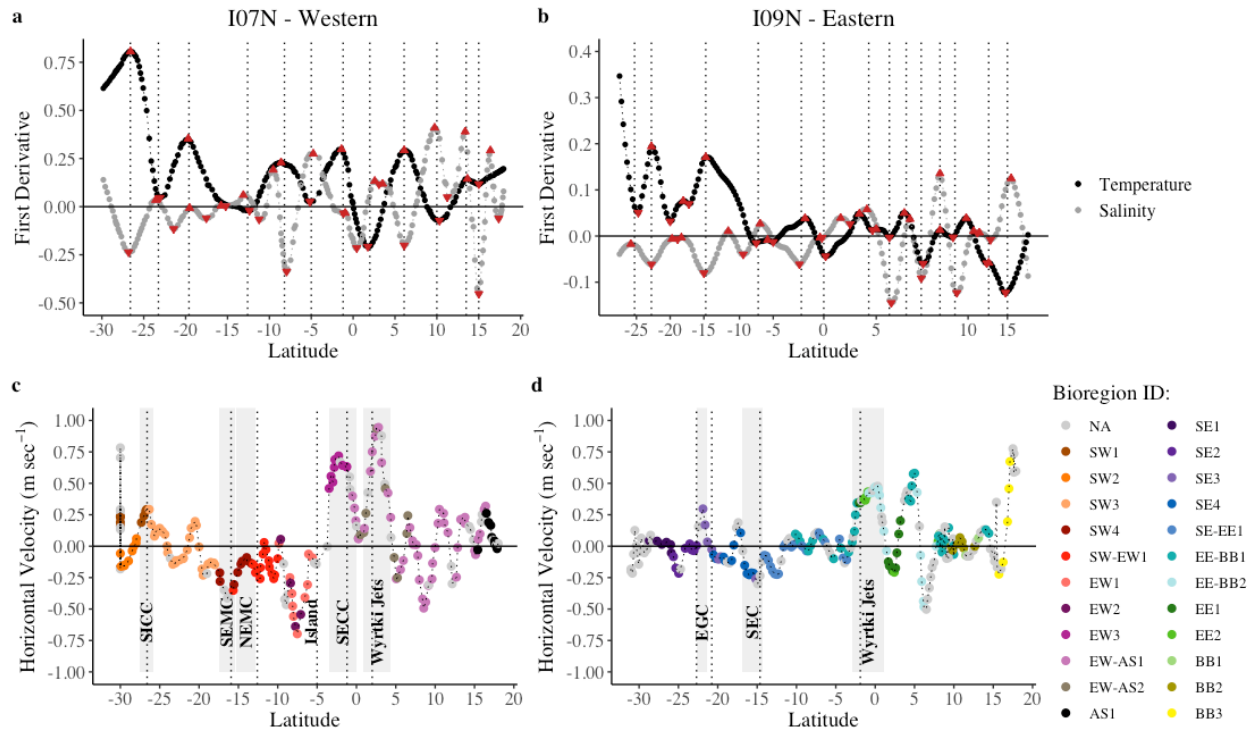 a
I07N - Western
0.75
0.50
0.25
0.00
-0.25
-0.50
First Derivative
-30 -25 -20 -15 -10 -5 0 5 10 15 20
Latitude
b
I09N - Eastern
0.4
0.3
0.2
0.1
0.0
-0.1
First Derivative
-25 -20 -15 -10 -5 0 5 10 15
Latitude
Temperature
Salinity
c
1.00
0.75
0.50
0.25
0.00
-0.25
-0.50
-0.75
-1.00
Horizontal Velocity (m sec⁻¹)
SICC
SEMC
NEMC
Island
SECC
Wyrtki Jets
-30 -25 -20 -15 -10 -5 0 5 10 15 20
Latitude
d
1.00
0.75
0.50
0.25
0.00
-0.25
-0.50
-0.75
-1.00
Horizontal Velocity (m sec⁻¹)
EGC
SEC
Wyrtki Jets
-30 -25 -20 -15 -10 -5 0 5 10 15 20
Latitude
Bioregion ID:
NA
SW1
SW2
SW3
SW4
SW-EW1
EW1
EW2
EW3
EW-AS1
EW-AS2
AS1
SE1
SE2
SE3
SE4
SE-EE1
EE-BB1
EE-BB2
EE1
EE2
BB1
BB2
BB3